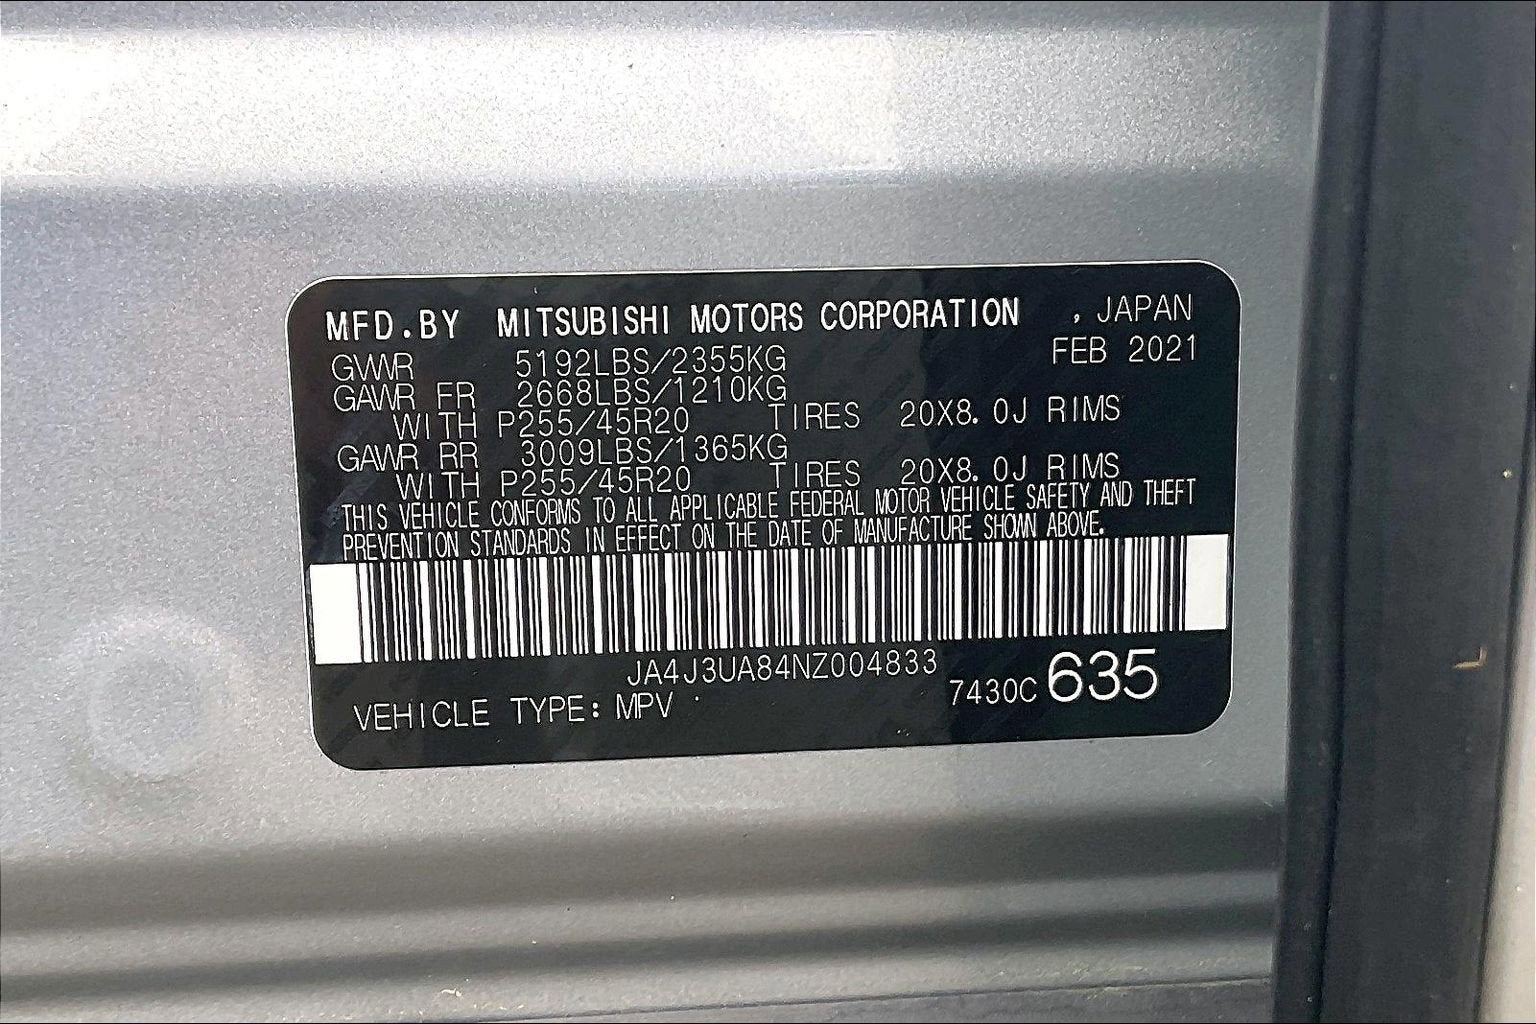 MFD.BY MITSUBISHI MOTORS CORPORATION , JAPAN
GVWR 5192LBS/2355KG FEB 2021
GAWR FR 2668LBS/1210KG
WITH P255/45R20 TIRES 20X8.0J RIMS
GAWR RR 3009LBS/1365KG
WITH P255/45R20 TIRES 20X8.0J RIMS
THIS VEHICLE CONFORMS TO ALL APPLICABLE FEDERAL MOTOR VEHICLE SAFETY AND THEFT
PREVENTION STANDARDS IN EFFECT ON THE DATE OF MANUFACTURE SHOWN ABOVE.
JA4J3UA84NZ004833
VEHICLE TYPE: MPV 7430C 635